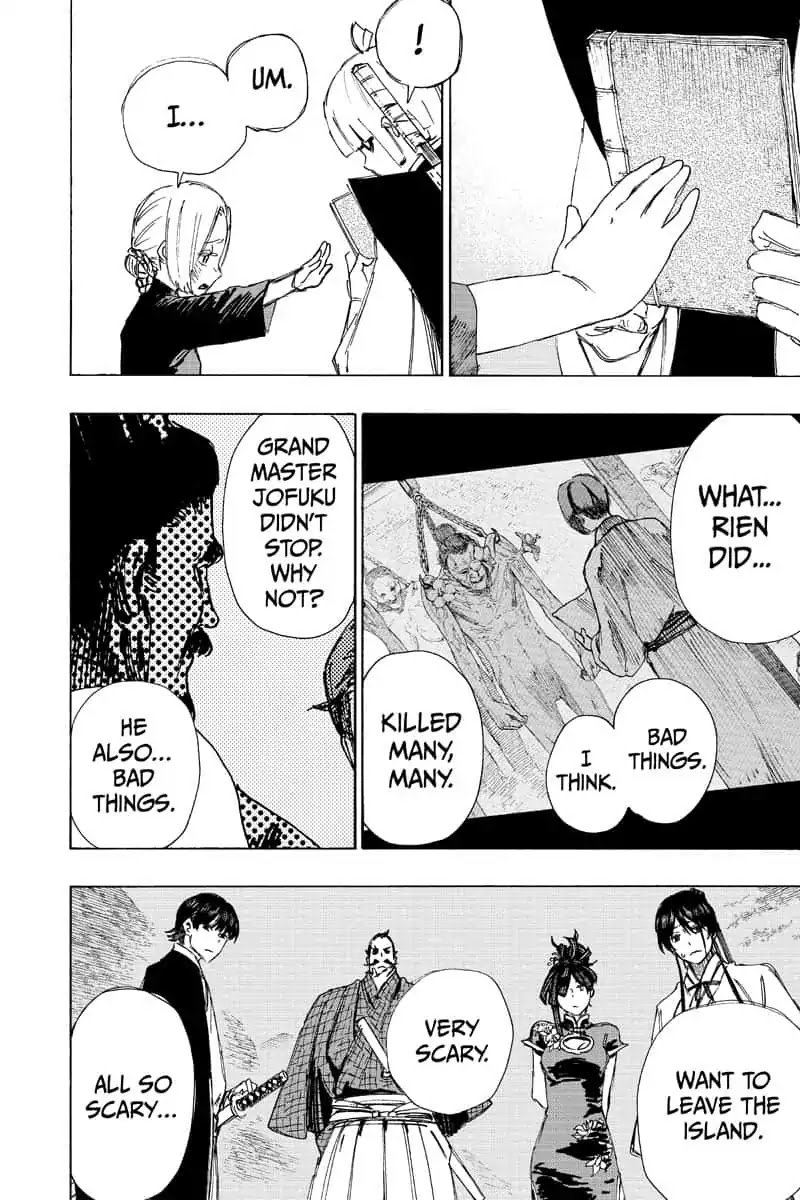 !
UM.
I...
WHAT...
RIEN
DID...
BAD
THINGS.
I
THINK.
KILLED
MANY,
MANY.
GRAND
MASTER
JOFUKU
DIDN'T
STOP.
WHY
NOT?
HE
ALSO...
BAD
THINGS.
WANT TO
LEAVE THE
ISLAND.
VERY
SCARY.
ALL SO
SCARY...